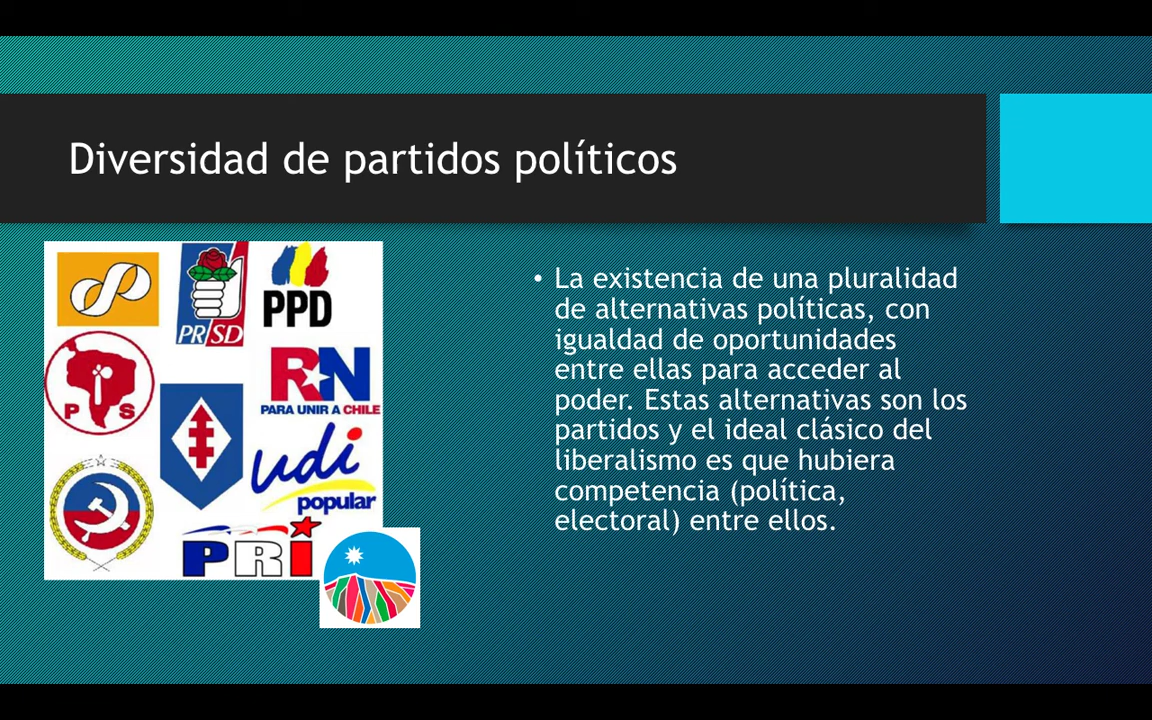 Diversidad de partidos políticos
PRSD
PPD
P S
RN
PARA UNIR A CHILE
udi
popular
PRI
• La existencia de una pluralidad
de alternativas políticas, con
igualdad de oportunidades
entre ellas para acceder al
poder. Estas alternativas son los
partidos y el ideal clásico del
liberalismo es que hubiera
competencia (política,
electoral) entre ellos.